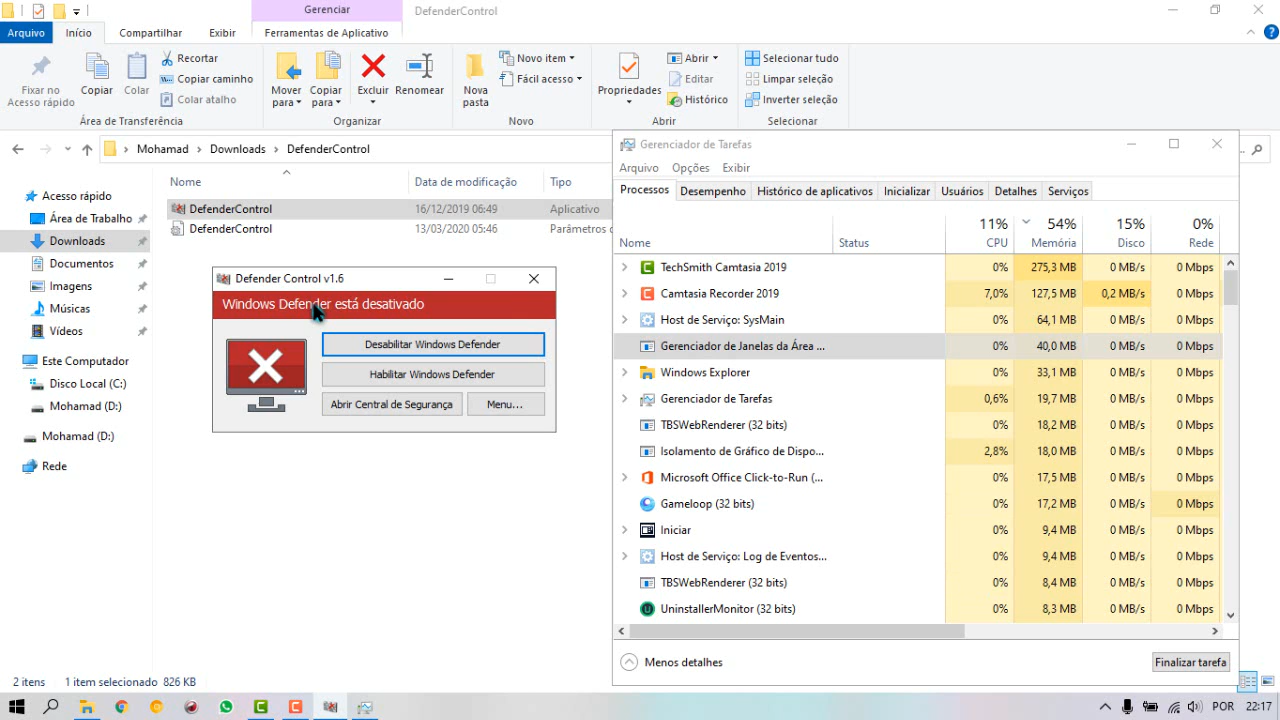 Gerenciar
DefenderControl
Arquivo
Início
Compartilhar
Exibir
Ferramentas de Aplicativo
Fixar no
Acesso rápido
Copiar
Colar
Recortar
Copiar caminho
Colar atalho
Área de Transferência
Mover
para
Copiar
para
Excluir
Renomear
Organizar
Nova
pasta
Novo item
Fácil acesso
Novo
Propriedades
Abrir
Editar
Histórico
Abrir
Selecionar tudo
Limpar seleção
Inverter seleção
Selecionar
Mohamad
Downloads
DefenderControl
Acesso rápido
Área de Trabalho
Downloads
Documentos
Imagens
Músicas
Vídeos
Este Computador
Disco Local (C:)
Mohamad (D:)
Mohamad (D:)
Rede
Nome
Data de modificação
Tipo
DefenderControl
16/12/2019 06:49
Aplicativo
DefenderControl
13/03/2020 05:46
Parâmetros
Defender Control v1.6
Windows Defender está desativado
Desabilitar Windows Defender
Habilitar Windows Defender
Abrir Central de Segurança
Menu...
Gerenciador de Tarefas
Arquivo
Opções
Exibir
Processos
Desempenho
Histórico de aplicativos
Inicializar
Usuários
Detalhes
Serviços
11% 54% 15% 0%
Nome Status CPU Memória Disco Rede
TechSmith Camtasia 2019 0% 275,3 MB 0 MB/s 0 Mbps
Camtasia Recorder 2019 7,0% 127,5 MB 0,2 MB/s 0 Mbps
Host de Serviço: SysMain 0% 64,1 MB 0 MB/s 0 Mbps
Gerenciador de Janelas da Área ... 0% 40,0 MB 0 MB/s 0 Mbps
Windows Explorer 0% 33,1 MB 0 MB/s 0 Mbps
Gerenciador de Tarefas 0,6% 19,7 MB 0 MB/s 0 Mbps
TBSWebRenderer (32 bits) 0% 18,2 MB 0 MB/s 0 Mbps
Isolamento de Gráfico de Dispo... 2,8% 18,0 MB 0 MB/s 0 Mbps
Microsoft Office Click-to-Run (... 0% 17,5 MB 0 MB/s 0 Mbps
Gameloop (32 bits) 0% 17,2 MB 0 MB/s 0 Mbps
Iniciar 0% 9,4 MB 0 MB/s 0 Mbps
Host de Serviço: Log de Eventos... 0% 9,4 MB 0 MB/s 0 Mbps
TBSWebRenderer (32 bits) 0% 8,4 MB 0 MB/s 0 Mbps
UninstallerMonitor (32 bits) 0% 8,3 MB 0 MB/s 0 Mbps
Menos detalhes
Finalizar tarefa
2 itens
1 item selecionado 826 KB
POR
22:17